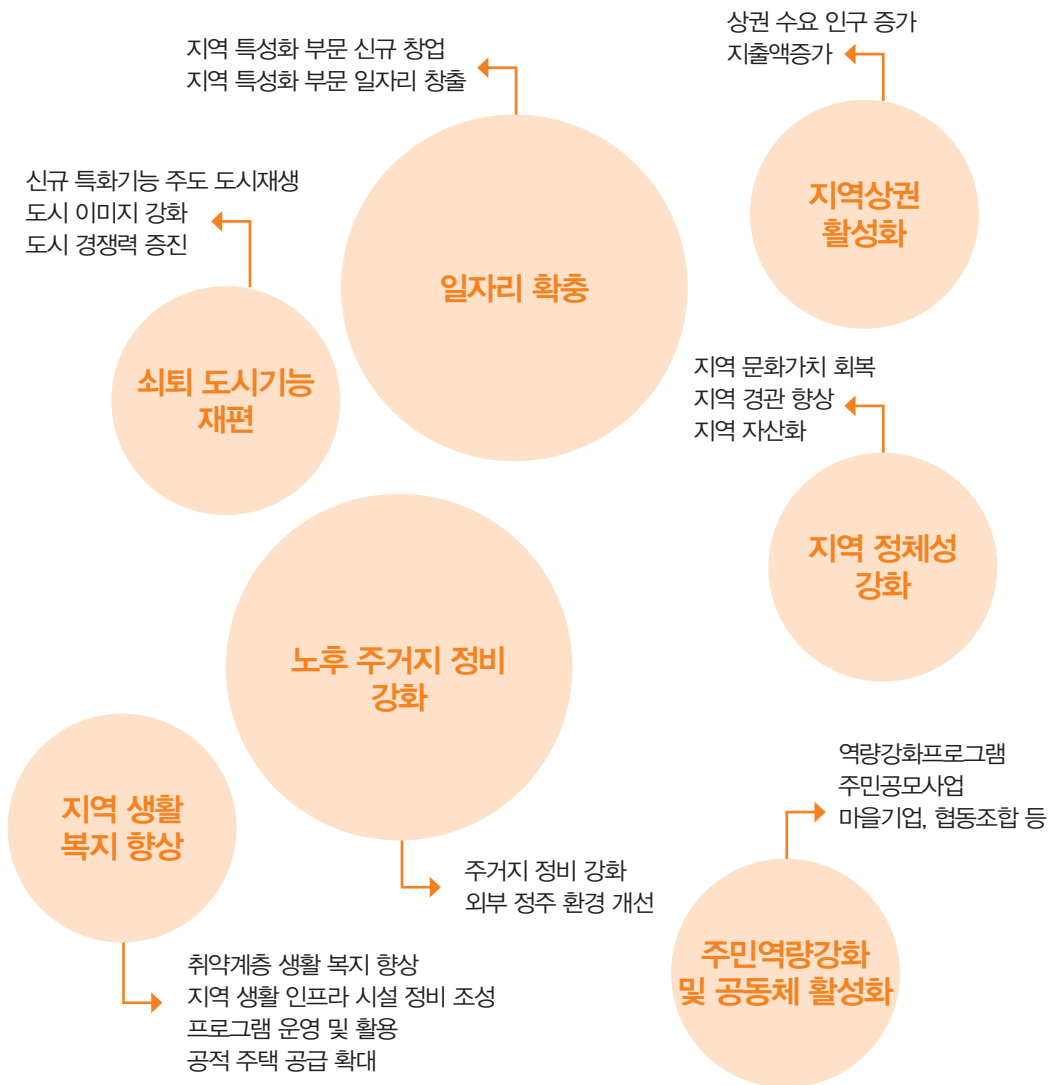 지역 특성화 부문 신규 창업
지역 특성화 부문 일자리 창출
일자리 확충
상권 수요 인구 증가
지출액증가
지역상권
활성화
신규 특화기능 주도 도시재생
도시 이미지 강화
도시 경쟁력 증진
쇠퇴 도시기능
재편
지역 문화가치 회복
지역 경관 향상
지역 자산화
지역 정체성
강화
노후 주거지 정비
강화
주거지 정비 강화
외부 정주 환경 개선
지역 생활
복지 향상
취약계층 생활 복지 향상
지역 생활 인프라 시설 정비 조성
프로그램 운영 및 활용
공적 주택 공급 확대
역량강화프로그램
주민공모사업
마을기업, 협동조합 등
주민역량강화
및 공동체 활성화